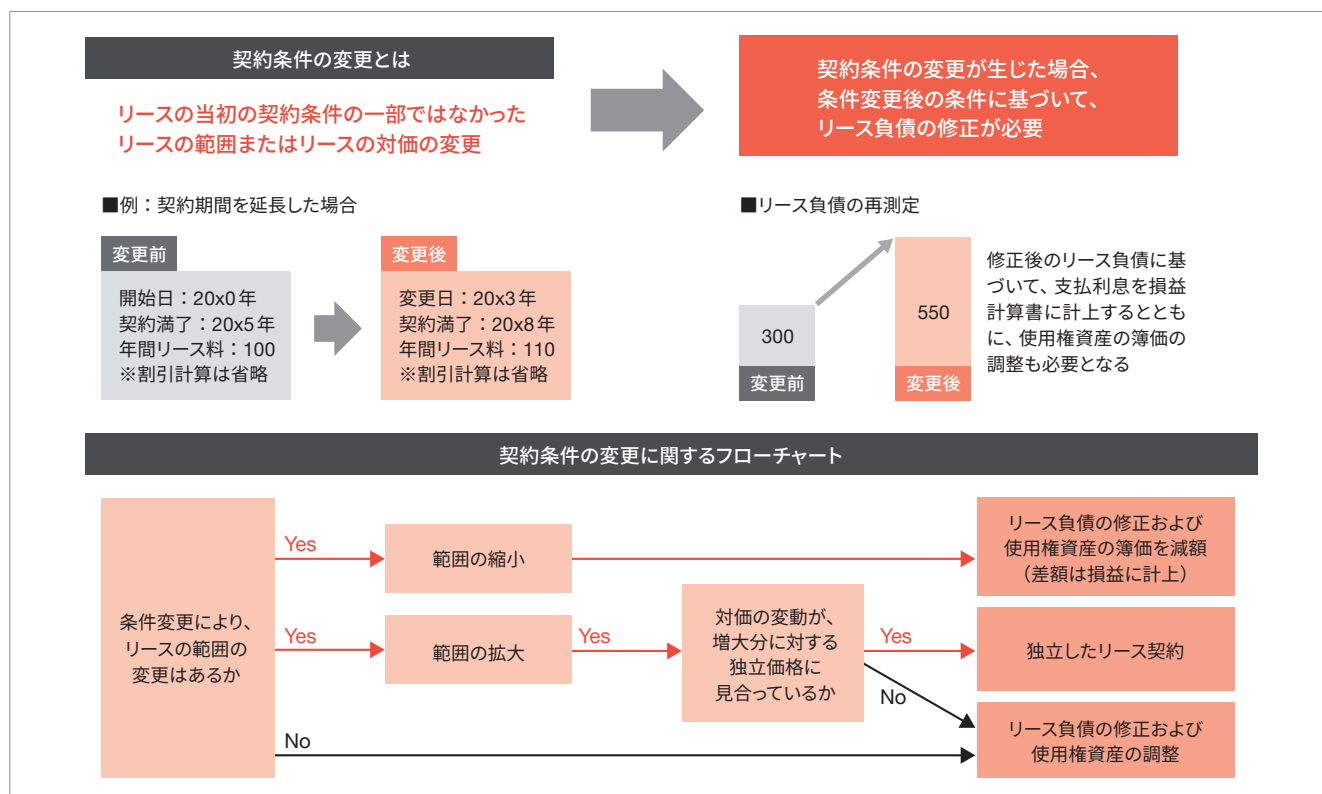 契約条件の変更とは
リースの当初の契約条件の一部ではなかった
リースの範囲またはリースの対価の変更
契約条件の変更が生じた場合、
条件変更後の条件に基づいて、
リース負債の修正が必要
■例：契約期間を延長した場合
変更前
開始日：20x0年
契約満了：20x5年
年間リース料：100
※割引計算は省略
変更後
変更日：20x3年
契約満了：20x8年
年間リース料：110
※割引計算は省略
■リース負債の再測定
300
変更前
550
変更後
修正後のリース負債に基
づいて、支払利息を損益
計算書に計上するととも
に、使用権資産の簿価の
調整も必要となる
契約条件の変更に関するフローチャート
条件変更により、
リースの範囲の
変更はあるか
Yes
範囲の縮小
リース負債の修正および
使用権資産の簿価を減額
（差額は損益に計上）
Yes
範囲の拡大
Yes
対価の変動が、
増大分に対する
独立価格に
見合っているか
Yes
独立したリース契約
No
No
リース負債の修正および
使用権資産の調整